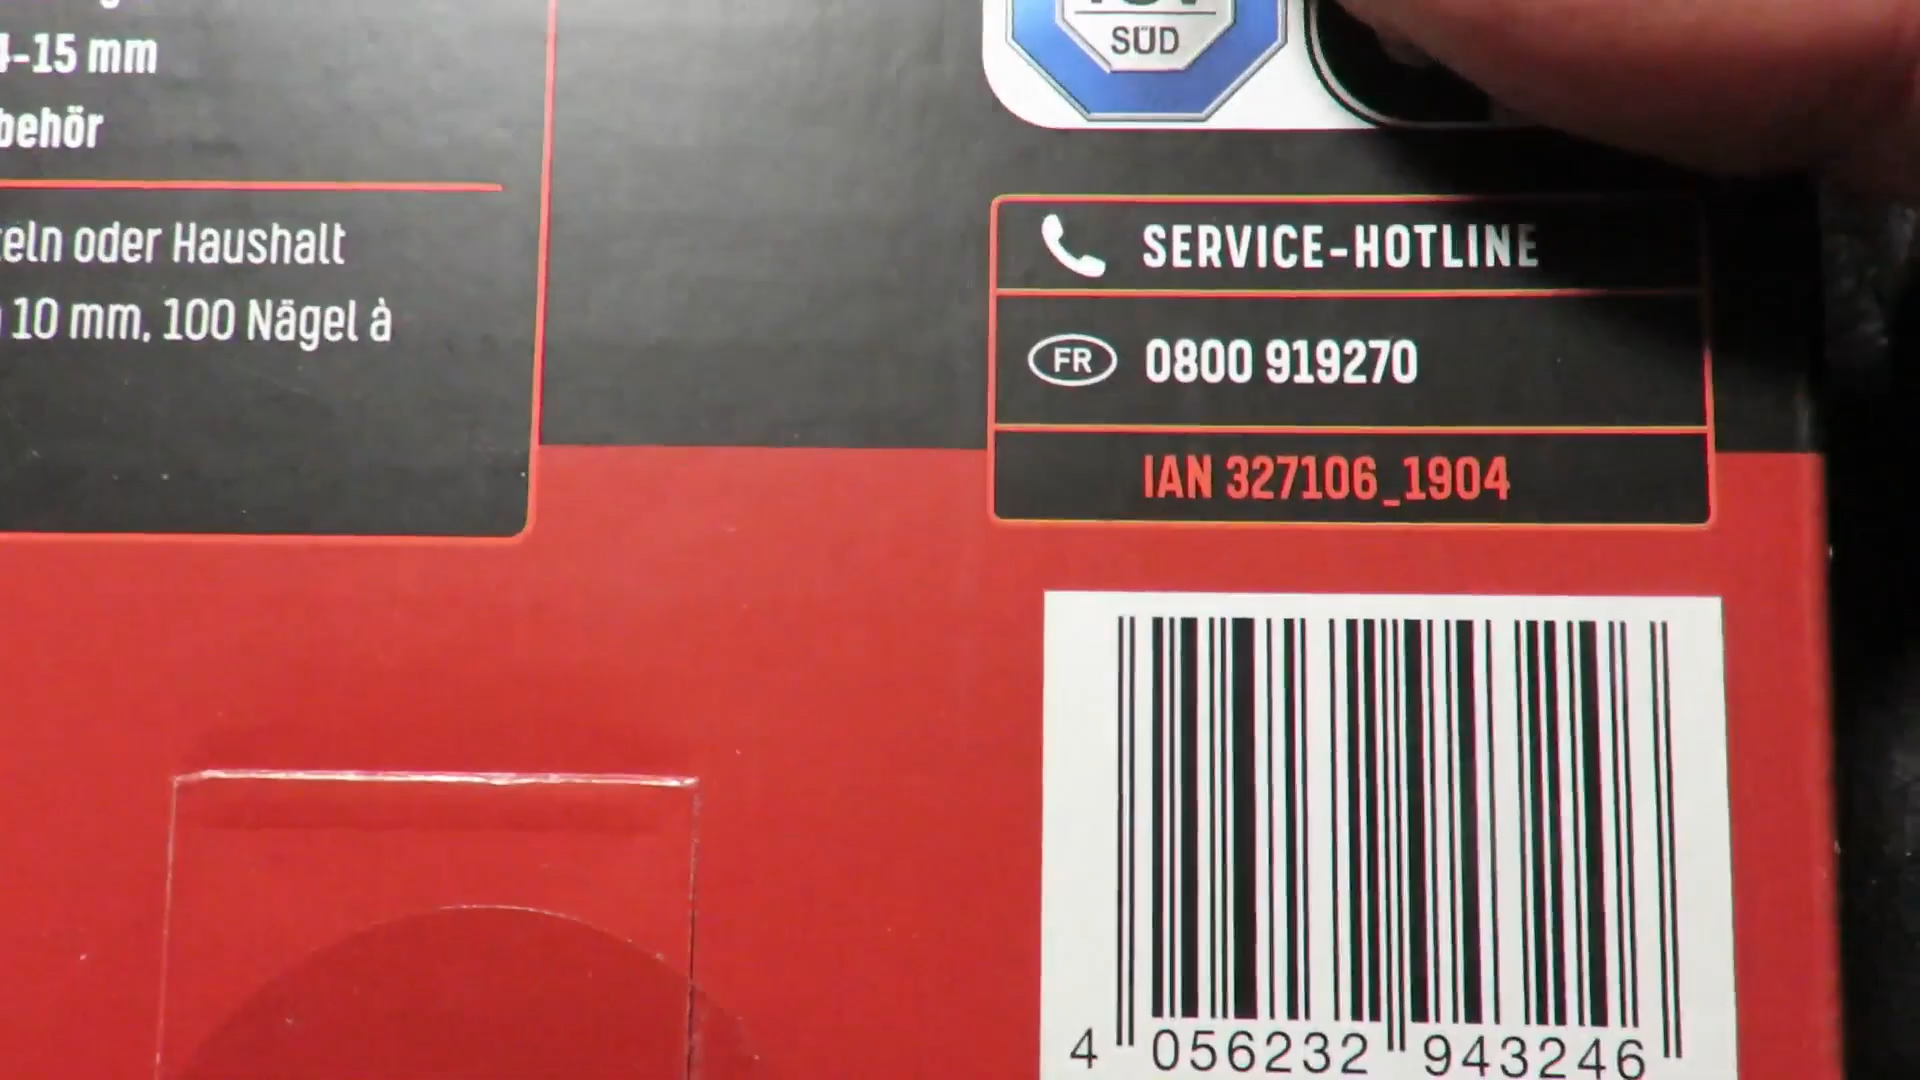 4-15 mm
behör
eln oder Haushalt
10 mm, 100 Nägel à
SÜD
SERVICE-HOTLINE
FR 0800 919270
IAN 327106_1904
4 056232 943246